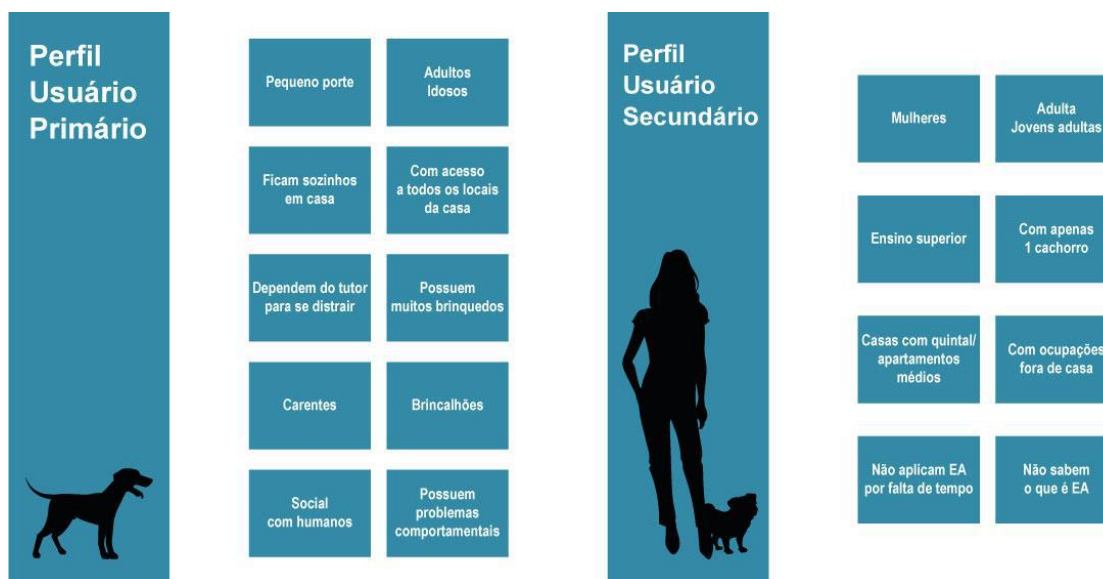 Perfil
Usuário
Primário
Pequeno porte
Adultos
Idosos
Ficam sozinhos
em casa
Com acesso
a todos os locais
da casa
Dependem do tutor
para se distrair
Possuem
muitos brinquedos
Carentes
Brincalhões
Social
com humanos
Possuem
problemas
comportamentais
Perfil
Usuário
Secundário
Mulheres
Adulta
Jovens adultas
Ensino superior
Com apenas
1 cachorro
Casas com quintal/
apartamentos
médios
Com ocupações
fora de casa
Não aplicam EA
por falta de tempo
Não sabem
o que é EA